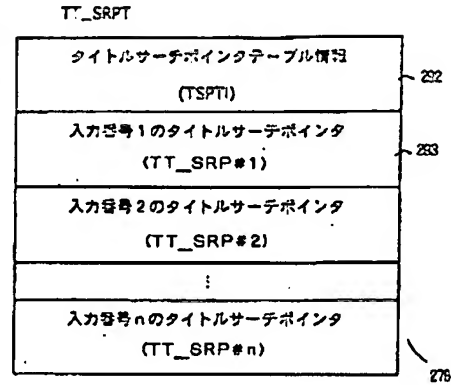 TT_SRPT
タイトルサーチポインタテーブル情報
(TSPTI)
292
入力番号1のタイトルサーチポインタ
(TT_SRP#1)
293
入力番号2のタイトルサーチポインタ
(TT_SRP#2)
⋮
入力番号nのタイトルサーチポインタ
(TT_SRP#n)
276